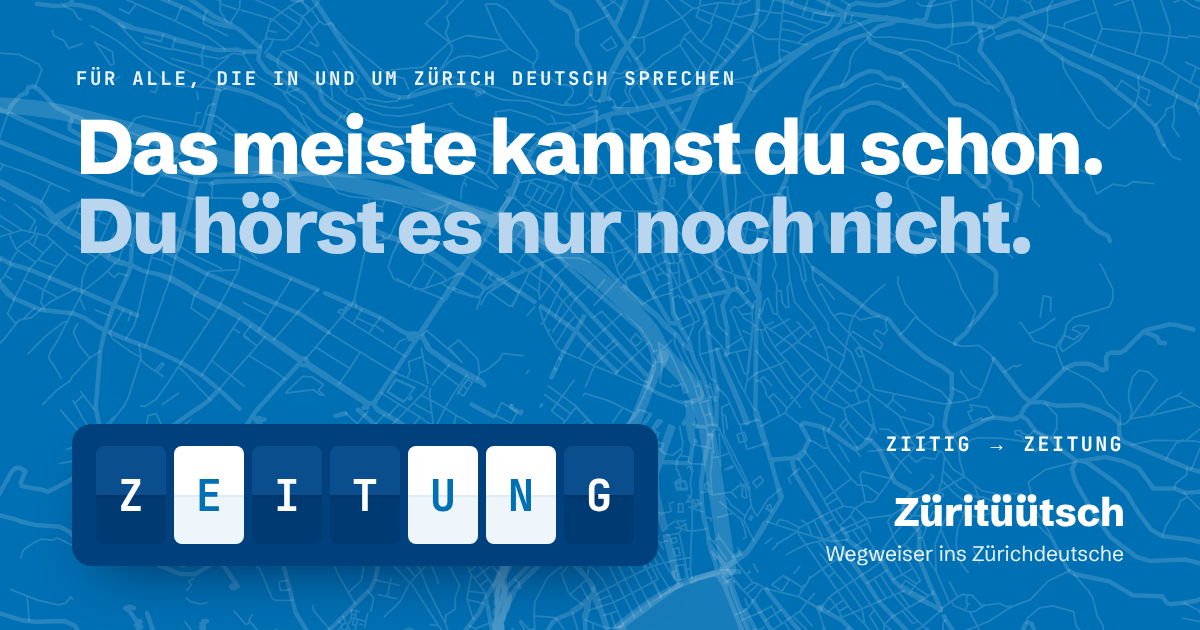 FÜR ALLE, DIE IN UND UM ZÜRICH DEUTSCH SPRECHEN
Das meiste kannst du schon.
Du hörst es nur noch nicht.
ZEITUNG
ZIITIG → ZEITUNG
Züritüütsch
Wegweiser ins Zürichdeutsche